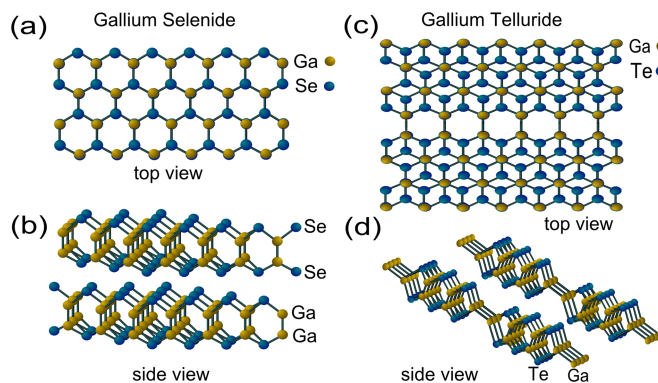 Gallium Selenide
(a)
Ga
Se
top view
(b)
Se
Se
Ga
Ga
side view
Gallium Telluride
(c)
Ga
Te
top view
(d)
side view
Te
Ga